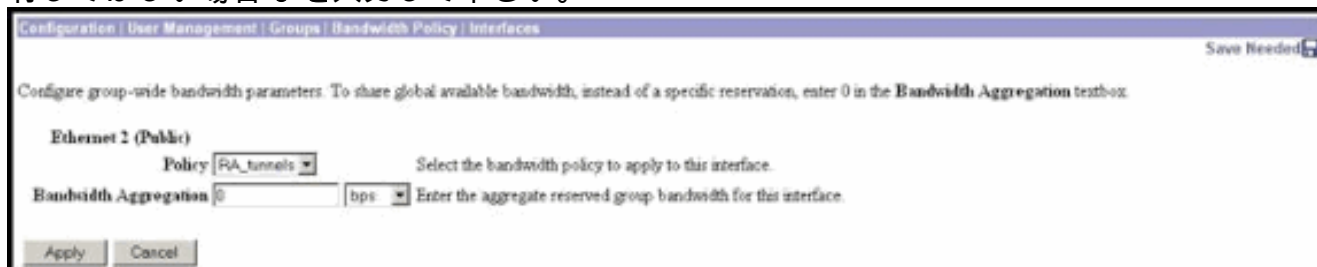 Configuration | User Management | Groups | Bandwidth Policy | Interfaces
Save Needed
Configure group-wide bandwidth parameters. To share global available bandwidth, instead of a specific reservation, enter 0 in the Bandwidth Aggregation textbox.
Ethernet 2 (Public)
Policy RA_tunnels Select the bandwidth policy to apply to this interface.
Bandwidth Aggregation 0 bps Enter the aggregate reserved group bandwidth for this interface.
Apply Cancel